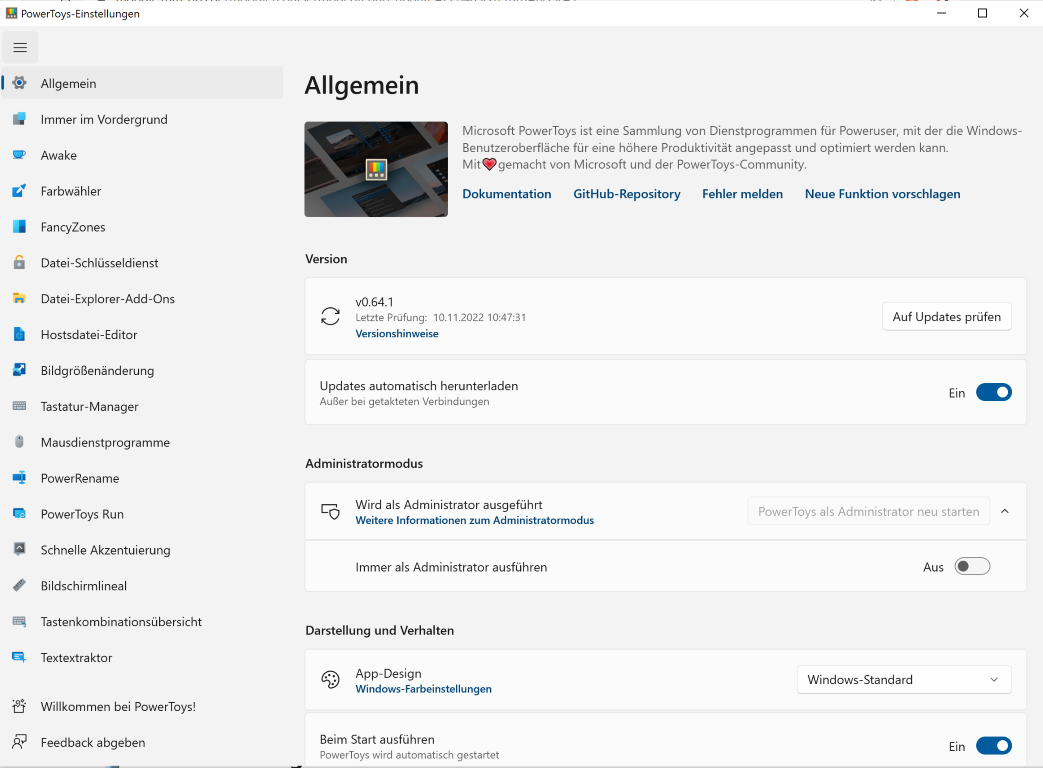 PowerToys-Einstellungen
Allgemein
Immer im Vordergrund
Awake
Farbwähler
FancyZones
Datei-Schlüsseldienst
Datei-Explorer-Add-Ons
Hostsdatei-Editor
Bildgrößenänderung
Tastatur-Manager
Mausdienstprogramme
PowerRename
PowerToys Run
Schnelle Akzentuierung
Bildschirmlineal
Tastenkombinationsübersicht
Textextraktor
Willkommen bei PowerToys!
Feedback abgeben
Allgemein
Microsoft PowerToys ist eine Sammlung von Dienstprogrammen für Poweruser, mit der die Windows-
Benutzeroberfläche für eine höhere Produktivität angepasst und optimiert werden kann.
Mit❤gemacht von Microsoft und der PowerToys-Community.
Dokumentation GitHub-Repository Fehler melden Neue Funktion vorschlagen
Version
v0.64.1
Letzte Prüfung: 10.11.2022 10:47:31
Versionshinweise
Auf Updates prüfen
Updates automatisch herunterladen
Außer bei getakteten Verbindungen
Ein
Administratormodus
Wird als Administrator ausgeführt
Weitere Informationen zum Administratormodus
PowerToys als Administrator neu starten
Immer als Administrator ausführen
Aus
Darstellung und Verhalten
App-Design
Windows-Farbeinstellungen
Windows-Standard
Beim Start ausführen
PowerToys wird automatisch gestartet
Ein